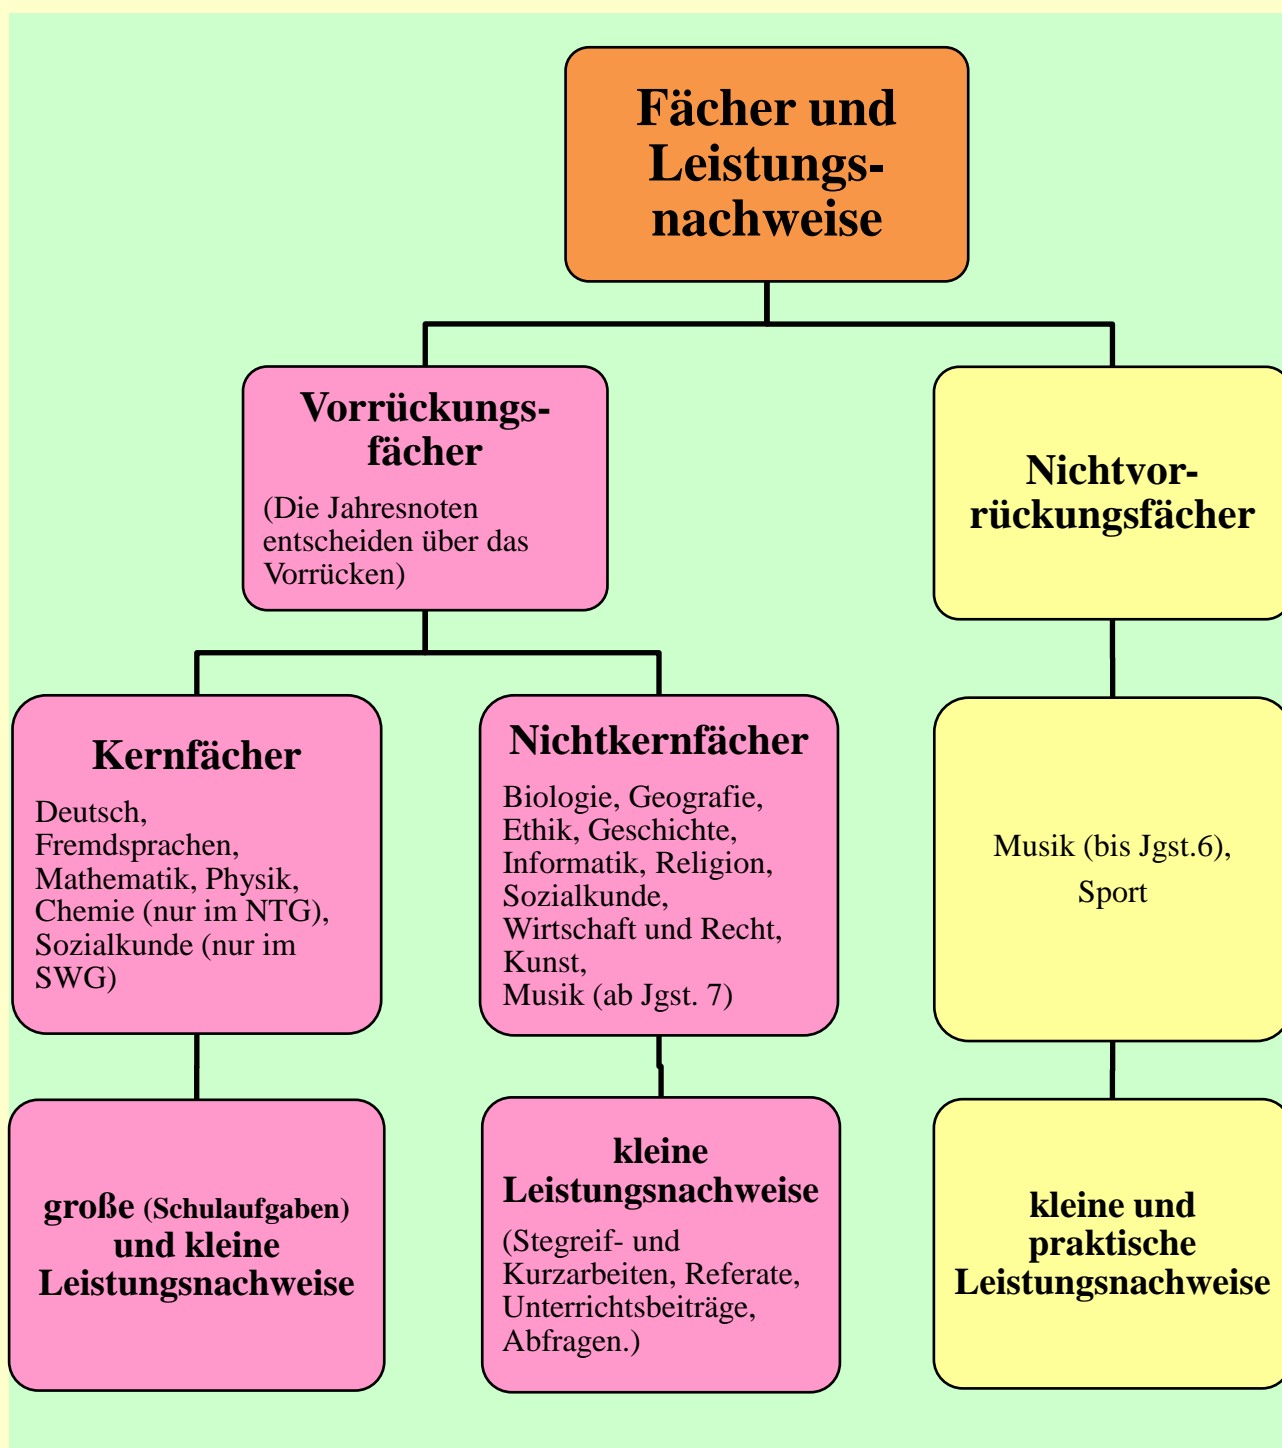 Fächer und
Leistungs-
nachweise
Vorrückungs-
fächer
(Die Jahresnoten
entscheiden über das
Vorrücken)
Nichtvor-
rückungsfächer
Kernfächer
Deutsch,
Fremdsprachen,
Mathematik, Physik,
Chemie (nur im NTG),
Sozialkunde (nur im
SWG)
Nichtkernfächer
Biologie, Geografie,
Ethik, Geschichte,
Informatik, Religion,
Sozialkunde,
Wirtschaft und Recht,
Kunst,
Musik (ab Jgst. 7)
Musik (bis Jgst.6),
Sport
große (Schulaufgaben)
und kleine
Leistungsnachweise
kleine
Leistungsnachweise
(Stegreif- und
Kurzarbeiten, Referate,
Unterrichtsbeiträge,
Abfragen.)
kleine und
praktische
Leistungsnachweise